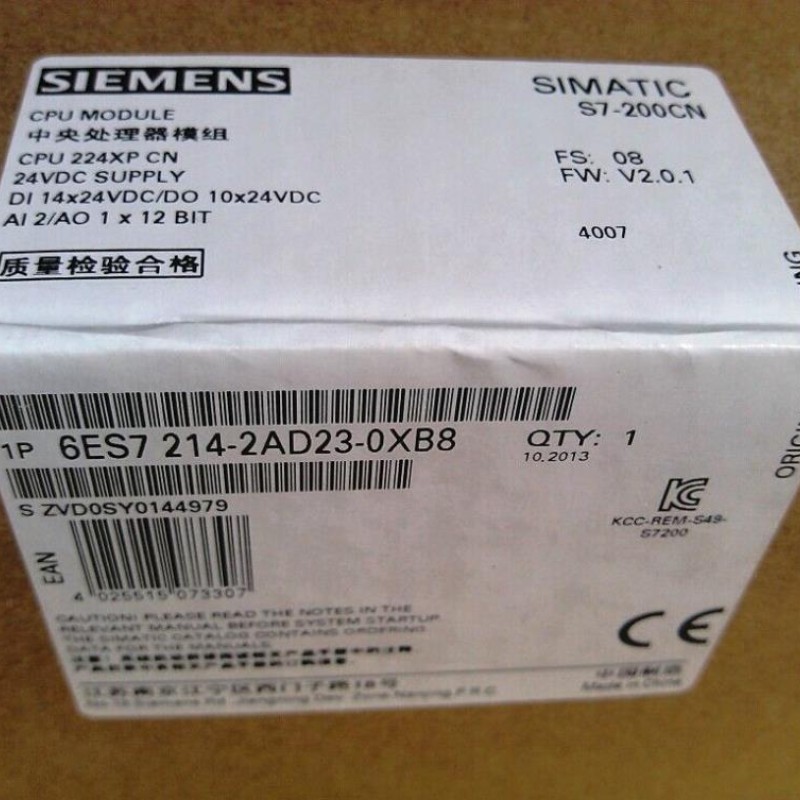 SIEMENS
SIMATIC
S7-200CN
CPU MODULE
中央处理器模组
CPU 224XP CN
24VDC SUPPLY
DI 14x24VDC/DO 10x24VDC
AI 2/AO 1 x 12 BIT
FS: 08
FW: V2.0.1
4007
质量检验合格
1P 6ES7 214-2AD23-0XB8
QTY: 1
10.2013
S ZVD0SY0144979
KCC-REM-S49-
S7200
EAN
4 025515 073307
CAUTION! PLEASE READ THE NOTES IN THE
RELEVANT MANUAL BEFORE SYSTEM STARTUP.
THE SIMATIC CATALOG CONTAINS ORDERING
DATA FOR THE MANUALS.
CE
中国制造
Made in China